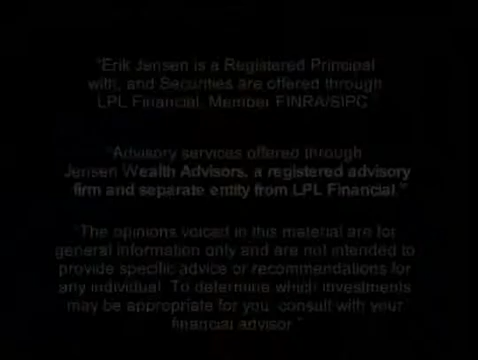 "Erik Jensen is a Registered Principal
with, and Securities are offered through
LPL Financial, Member FINRA/SIPC."
"Advisory services offered through
Jensen Wealth Advisors, a registered advisory
firm and separate entity from LPL Financial."
"The opinions voiced in this material are for
general information only and are not intended to
provide specific advice or recommendations for
any individual. To determine which investments
may be appropriate for you, consult with your
financial advisor."